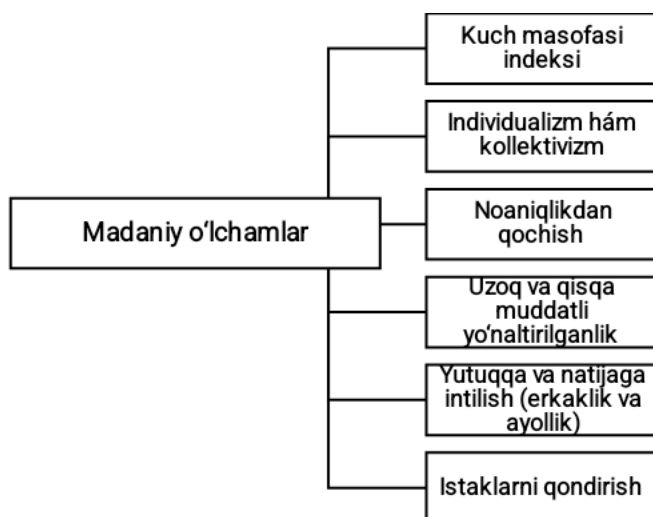 Kuch masofasi
indeksi
Individualizm hám
kollektivizm
Madaniy o‘lchamlar
Noaniqlikdan
qochish
Uzoq va qisqa
muddatli
yo‘naltirilganlik
Yutuqqa va natijaga
intilish (erkaklik va
ayollik)
Istaklarni qondirish